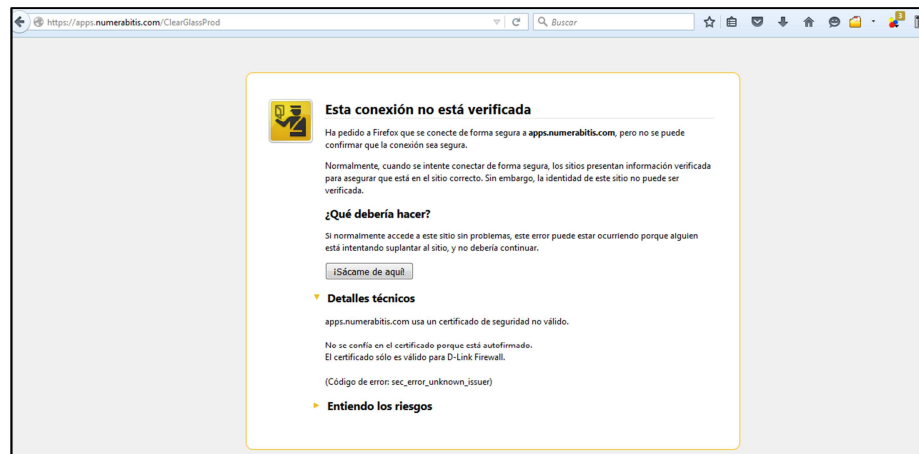 https://apps.numerabitis.com/ClearGlassProd
Buscar
3
Esta conexión no está verificada
Ha pedido a Firefox que se conecte de forma segura a apps.numerabitis.com, pero no se puede
confirmar que la conexión sea segura.
Normalmente, cuando se intente conectar de forma segura, los sitios presentan información verificada
para asegurar que está en el sitio correcto. Sin embargo, la identidad de este sitio no puede ser
verificada.
¿Qué debería hacer?
Si normalmente accede a este sitio sin problemas, este error puede estar ocurriendo porque alguien
está intentando suplantar al sitio, y no debería continuar.
¡Sácame de aquí!
Detalles técnicos
apps.numerabitis.com usa un certificado de seguridad no válido.
No se confía en el certificado porque está autofirmado.
El certificado sólo es válido para D-Link Firewall.
(Código de error: sec_error_unknown_issuer)
Entiendo los riesgos